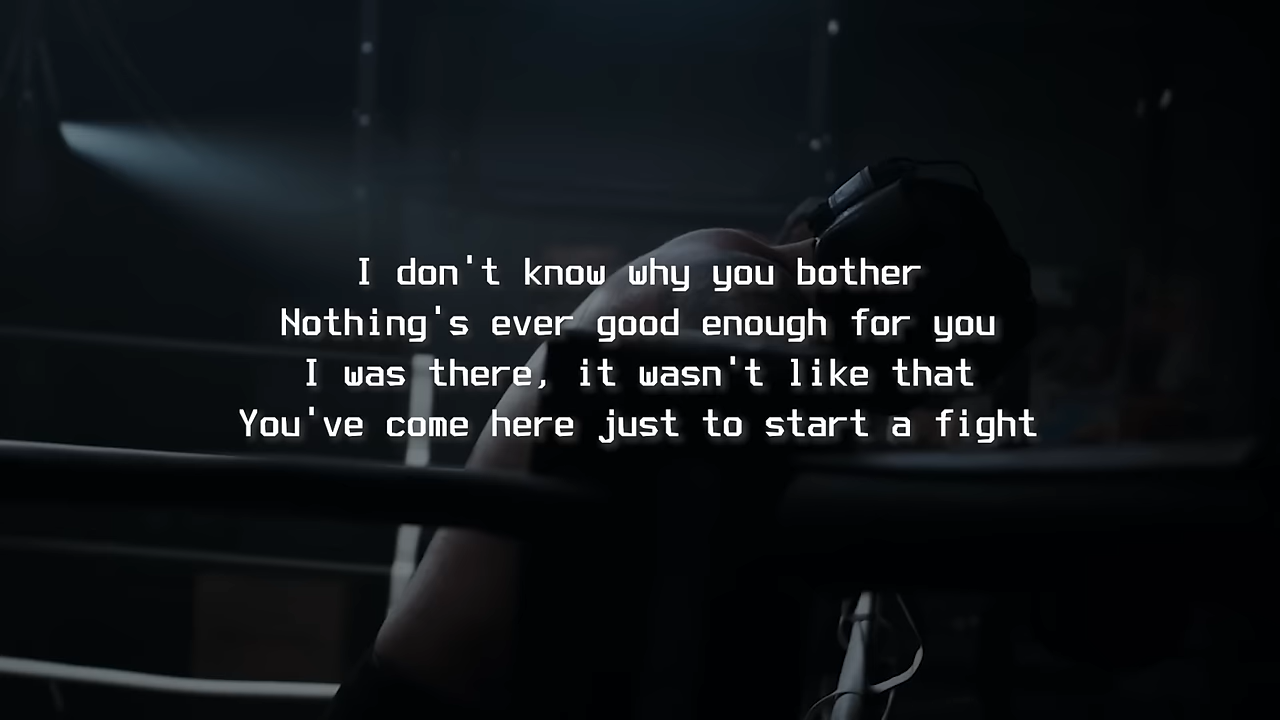 I don't know why you bother
Nothing's ever good enough for you
I was there, it wasn't like that
You've come here just to start a fight